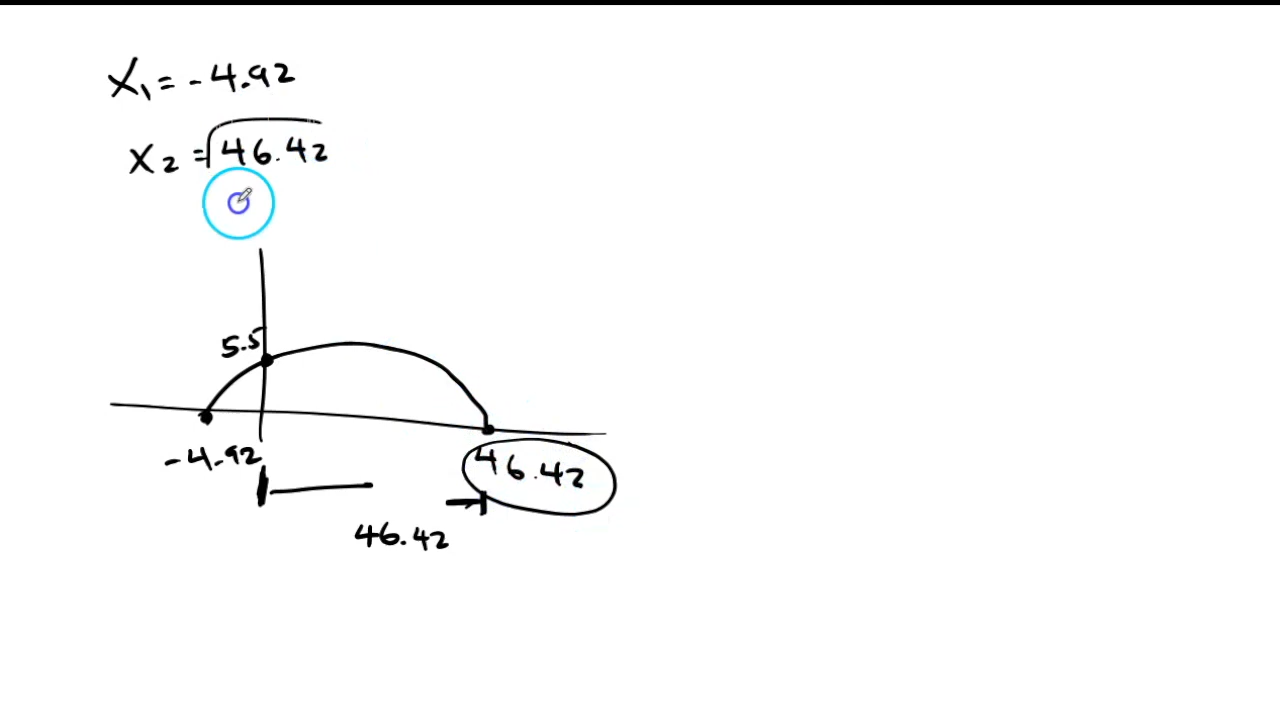 X₁ = -4.92
X₂ = 46.42
5.5
-4.92
46.42
46.42